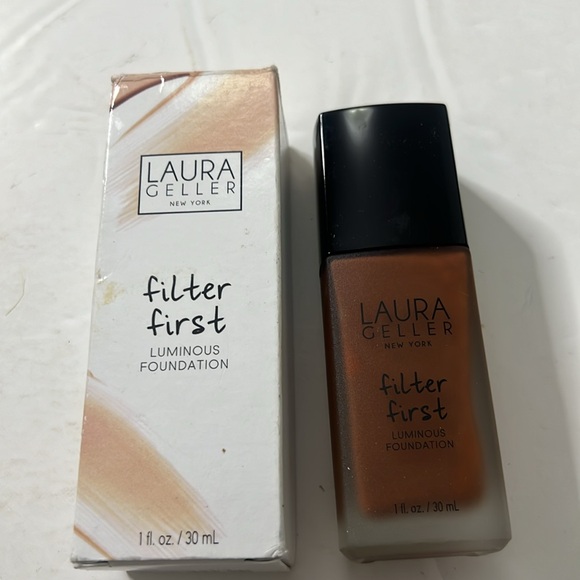 LAURA
GELLER
NEW YORK
filter
first
LUMINOUS
FOUNDATION
1 fl. oz. / 30 mL
LAURA
GELLER
NEW YORK
filter
first
LUMINOUS
FOUNDATION
1 fl. oz. / 30 mL